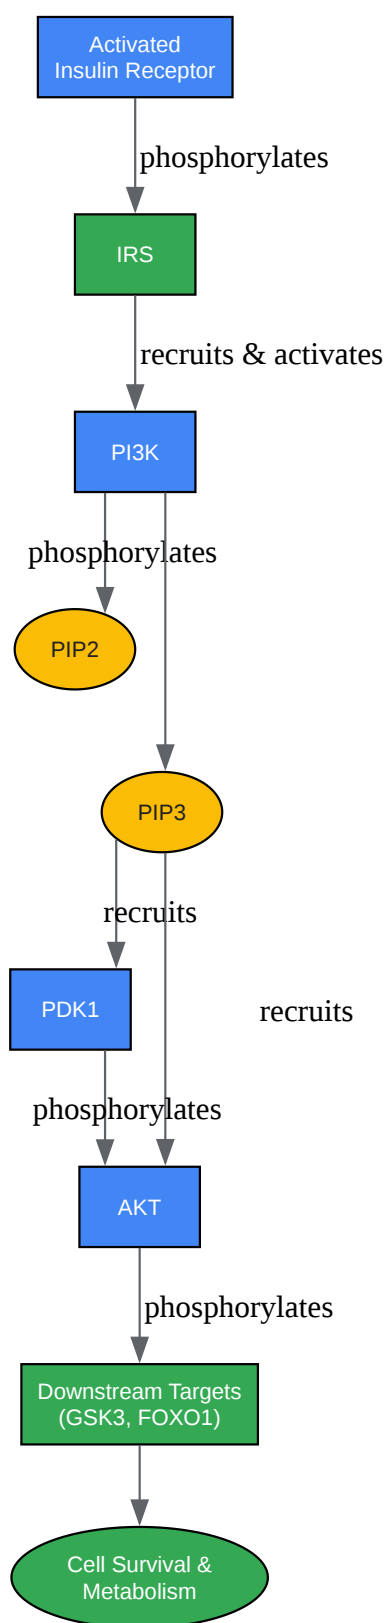 Activated
Insulin Receptor
phosphorylates
IRS
recruits & activates
PI3K
phosphorylates
PIP2
PIP3
recruits
PDK1
recruits
phosphorylates
AKT
phosphorylates
Downstream Targets
(GSK3, FOXO1)
Cell Survival &
Metabolism